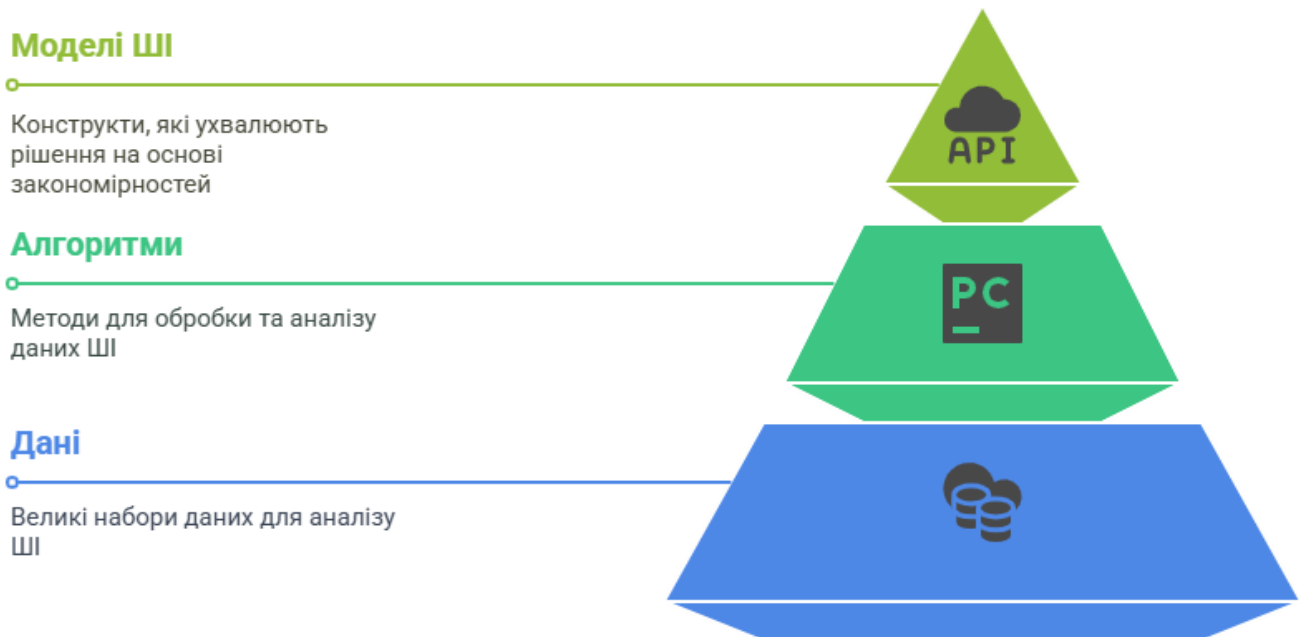 Моделі ШІ
Конструкти, які ухвалюють
рішення на основі
закономірностей
API
Алгоритми
Методи для обробки та аналізу
даних ШІ
PC
Дані
Великі набори даних для аналізу
ШІ